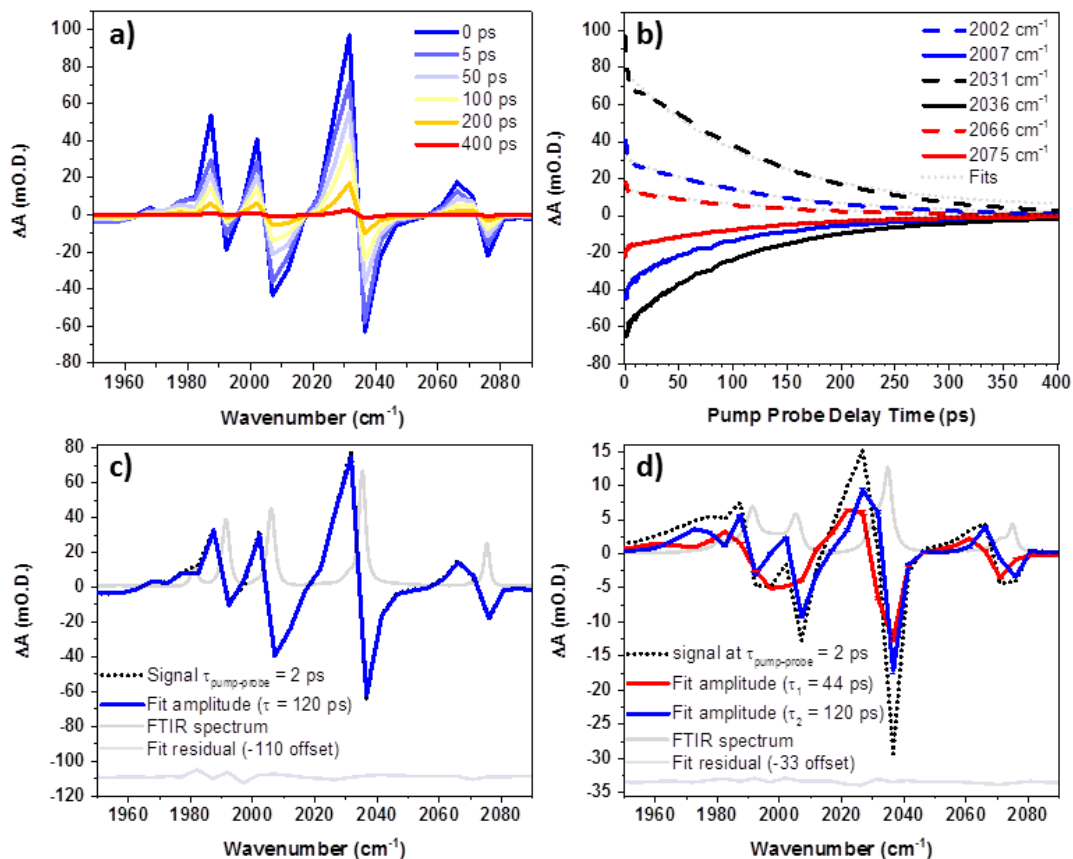 a)
0 ps
5 ps
50 ps
100 ps
200 ps
400 ps
100
80
60
40
20
0
-20
-40
-60
-80
ΔA (mO.D.)
1960 1980 2000 2020 2040 2060 2080
Wavenumber (cm-1)
b)
2002 cm-1
2007 cm-1
2031 cm-1
2036 cm-1
2066 cm-1
2075 cm-1
Fits
100
80
60
40
20
0
-20
-40
-60
-80
ΔA (mO.D.)
0 50 100 150 200 250 300 350 400
Pump Probe Delay Time (ps)
c)
80
60
40
20
0
-20
-40
-60
-80
-100
-120
ΔA (mO.D.)
Signal τpump-probe = 2 ps
Fit amplitude (τ = 120 ps)
FTIR spectrum
Fit residual (-110 offset)
1960 1980 2000 2020 2040 2060 2080
Wavenumber (cm-1)
d)
15
10
5
0
-5
-10
-15
-20
-25
-30
-35
ΔA (mO.D.)
signal at τpump-probe = 2 ps
Fit amplitude (τ1 = 44 ps)
Fit amplitude (τ2 = 120 ps)
FTIR spectrum
Fit residual (-33 offset)
1960 1980 2000 2020 2040 2060 2080
Wavenumber (cm-1)